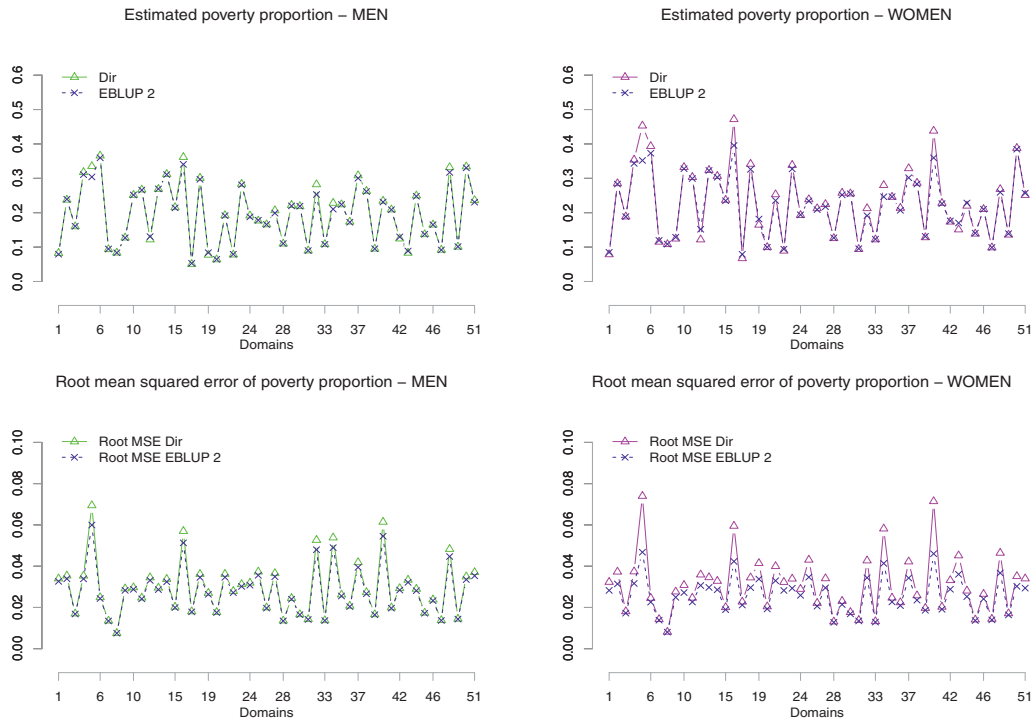 Estimated poverty proportion – MEN
0.6
0.5
0.4
0.3
0.2
0.1
0.0
Dir
EBLUP 2
1 6 10 15 19 24 28 33 37 42 46 51
Domains
Estimated poverty proportion – WOMEN
0.6
0.5
0.4
0.3
0.2
0.1
0.0
Dir
EBLUP 2
1 6 10 15 19 24 28 33 37 42 46 51
Domains
Root mean squared error of poverty proportion – MEN
0.10
0.08
0.06
0.04
0.02
0.00
Root MSE Dir
Root MSE EBLUP 2
1 6 10 15 19 24 28 33 37 42 46 51
Domains
Root mean squared error of poverty proportion – WOMEN
0.10
0.08
0.06
0.04
0.02
0.00
Root MSE Dir
Root MSE EBLUP 2
1 6 10 15 19 24 28 33 37 42 46 51
Domains